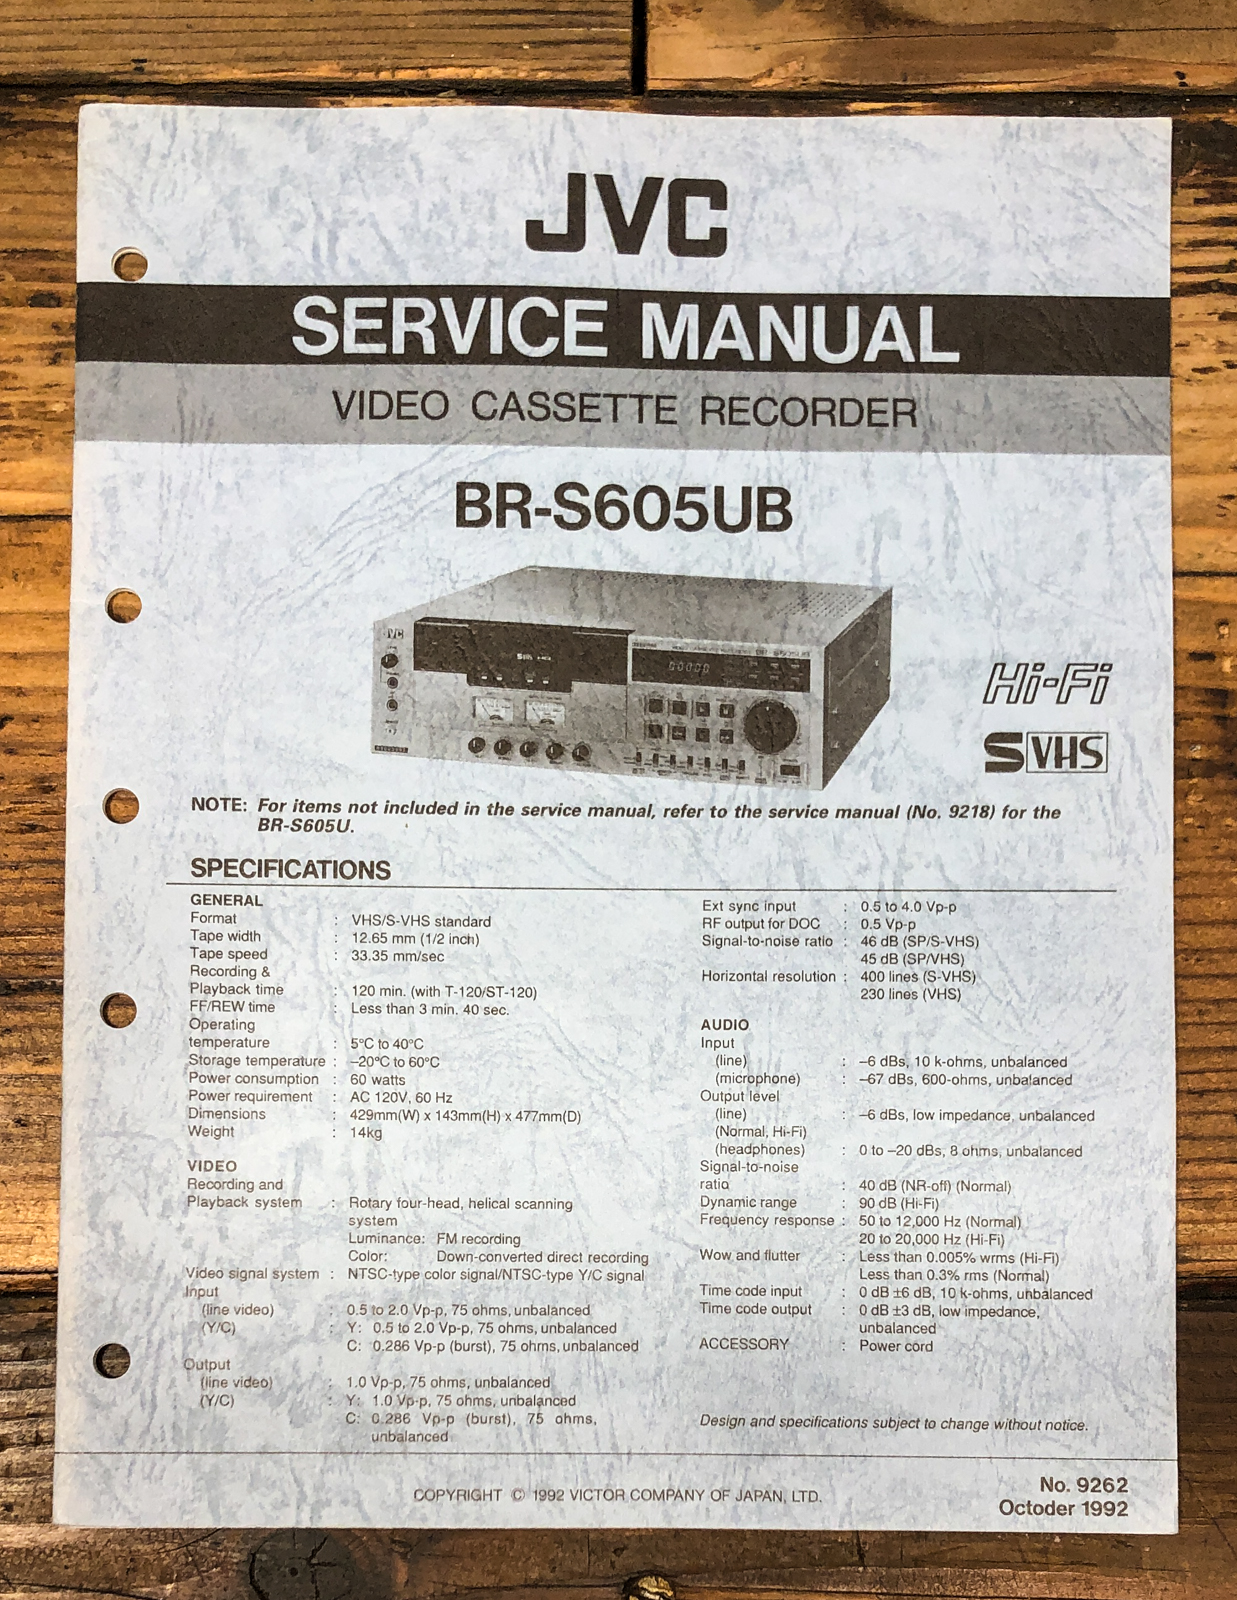 JVC
SERVICE MANUAL
VIDEO CASSETTE RECORDER
BR-S605UB
JVC
Hi-Fi
S VHS
NOTE: For items not included in the service manual, refer to the service manual (No. 9218) for the
BR-S605U.
SPECIFICATIONS
GENERAL
Format : VHS/S-VHS standard
Tape width : 12.65 mm (1/2 inch)
Tape speed : 33.35 mm/sec
Recording &
Playback time : 120 min. (with T-120/ST-120)
FF/REW time : Less than 3 min. 40 sec.
Operating
temperature : 5°C to 40°C
Storage temperature : –20°C to 60°C
Power consumption : 60 watts
Power requirement : AC 120V, 60 Hz
Dimensions : 429mm(W) x 143mm(H) x 477mm(D)
Weight : 14kg
VIDEO
Recording and
Playback system : Rotary four-head, helical scanning
system
Luminance: FM recording
Color: Down-converted direct recording
Video signal system : NTSC-type color signal/NTSC-type Y/C signal
Input
(line video) : 0.5 to 2.0 Vp-p, 75 ohms, unbalanced
(Y/C) : Y: 0.5 to 2.0 Vp-p, 75 ohms, unbalanced
C: 0.286 Vp-p (burst), 75 ohms, unbalanced
Output
(line video) : 1.0 Vp-p, 75 ohms, unbalanced
(Y/C) : Y: 1.0 Vp-p, 75 ohms, unbalanced
C: 0.286 Vp-p (burst), 75 ohms,
unbalanced
Ext sync input : 0.5 to 4.0 Vp-p
RF output for DOC : 0.5 Vp-p
Signal-to-noise ratio : 46 dB (SP/S-VHS)
45 dB (SP/VHS)
Horizontal resolution : 400 lines (S-VHS)
230 lines (VHS)
AUDIO
Input
(line) : –6 dBs, 10 k-ohms, unbalanced
(microphone) : –67 dBs, 600-ohms, unbalanced
Output level
(line) : –6 dBs, low impedance, unbalanced
(Normal, Hi-Fi)
(headphones) : 0 to –20 dBs, 8 ohms, unbalanced
Signal-to-noise
ratio : 40 dB (NR-off) (Normal)
Dynamic range : 90 dB (Hi-Fi)
Frequency response : 50 to 12,000 Hz (Normal)
20 to 20,000 Hz (Hi-Fi)
Wow and flutter : Less than 0.005% wrms (Hi-Fi)
Less than 0.3% rms (Normal)
Time code input : 0 dB ±6 dB, 10 k-ohms, unbalanced
Time code output : 0 dB ±3 dB, low impedance,
unbalanced
ACCESSORY : Power cord
Design and specifications subject to change without notice.
COPYRIGHT © 1992 VICTOR COMPANY OF JAPAN, LTD.
No. 9262
Octoder 1992